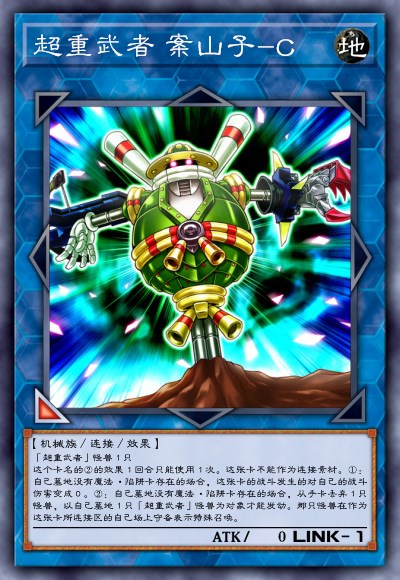 超重武者 案山子-C
地
【机械族／连接／效果】
「超重武者」怪兽1只
这个卡名的②的效果1回合只能使用1次。这张卡不能作为连接素材。①：
自己墓地没有魔法·陷阱卡存在的场合，这张卡的战斗发生的对自己的战斗
伤害变成0。②：自己墓地没有魔法·陷阱卡存在的场合，从手卡丢弃1只
怪兽，以自己墓地1只「超重武者」怪兽为对象才能发动。那只怪兽在作为
这张卡所连接区的自己场上守备表示特殊召唤。
ATK/ 0 LINK-1